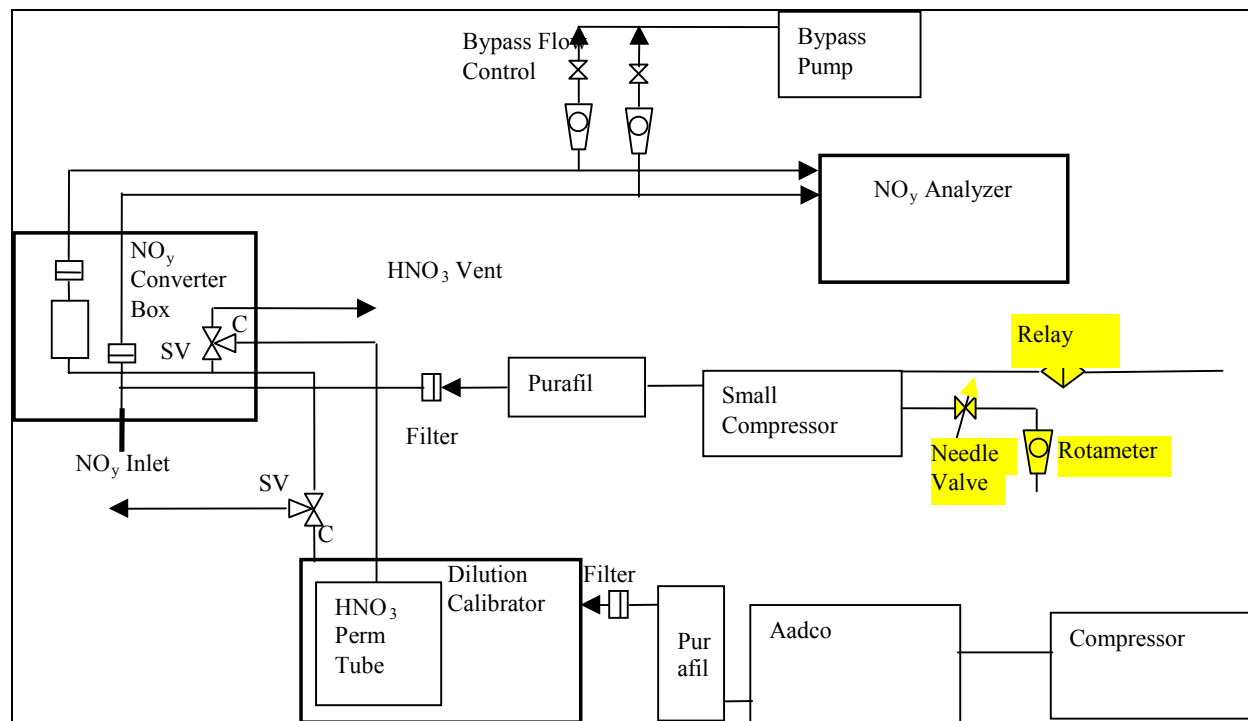 Bypass Flow
Control
Bypass
Pump
NOy Analyzer
NOy
Converter
Box
HNO3 Vent
C
SV
Relay
Purafil
Small
Compressor
Filter
Needle
Valve
Rotameter
NOy Inlet
SV
C
Dilution
Calibrator
Filter
HNO3
Perm
Tube
Pur
afil
Aadco
Compressor